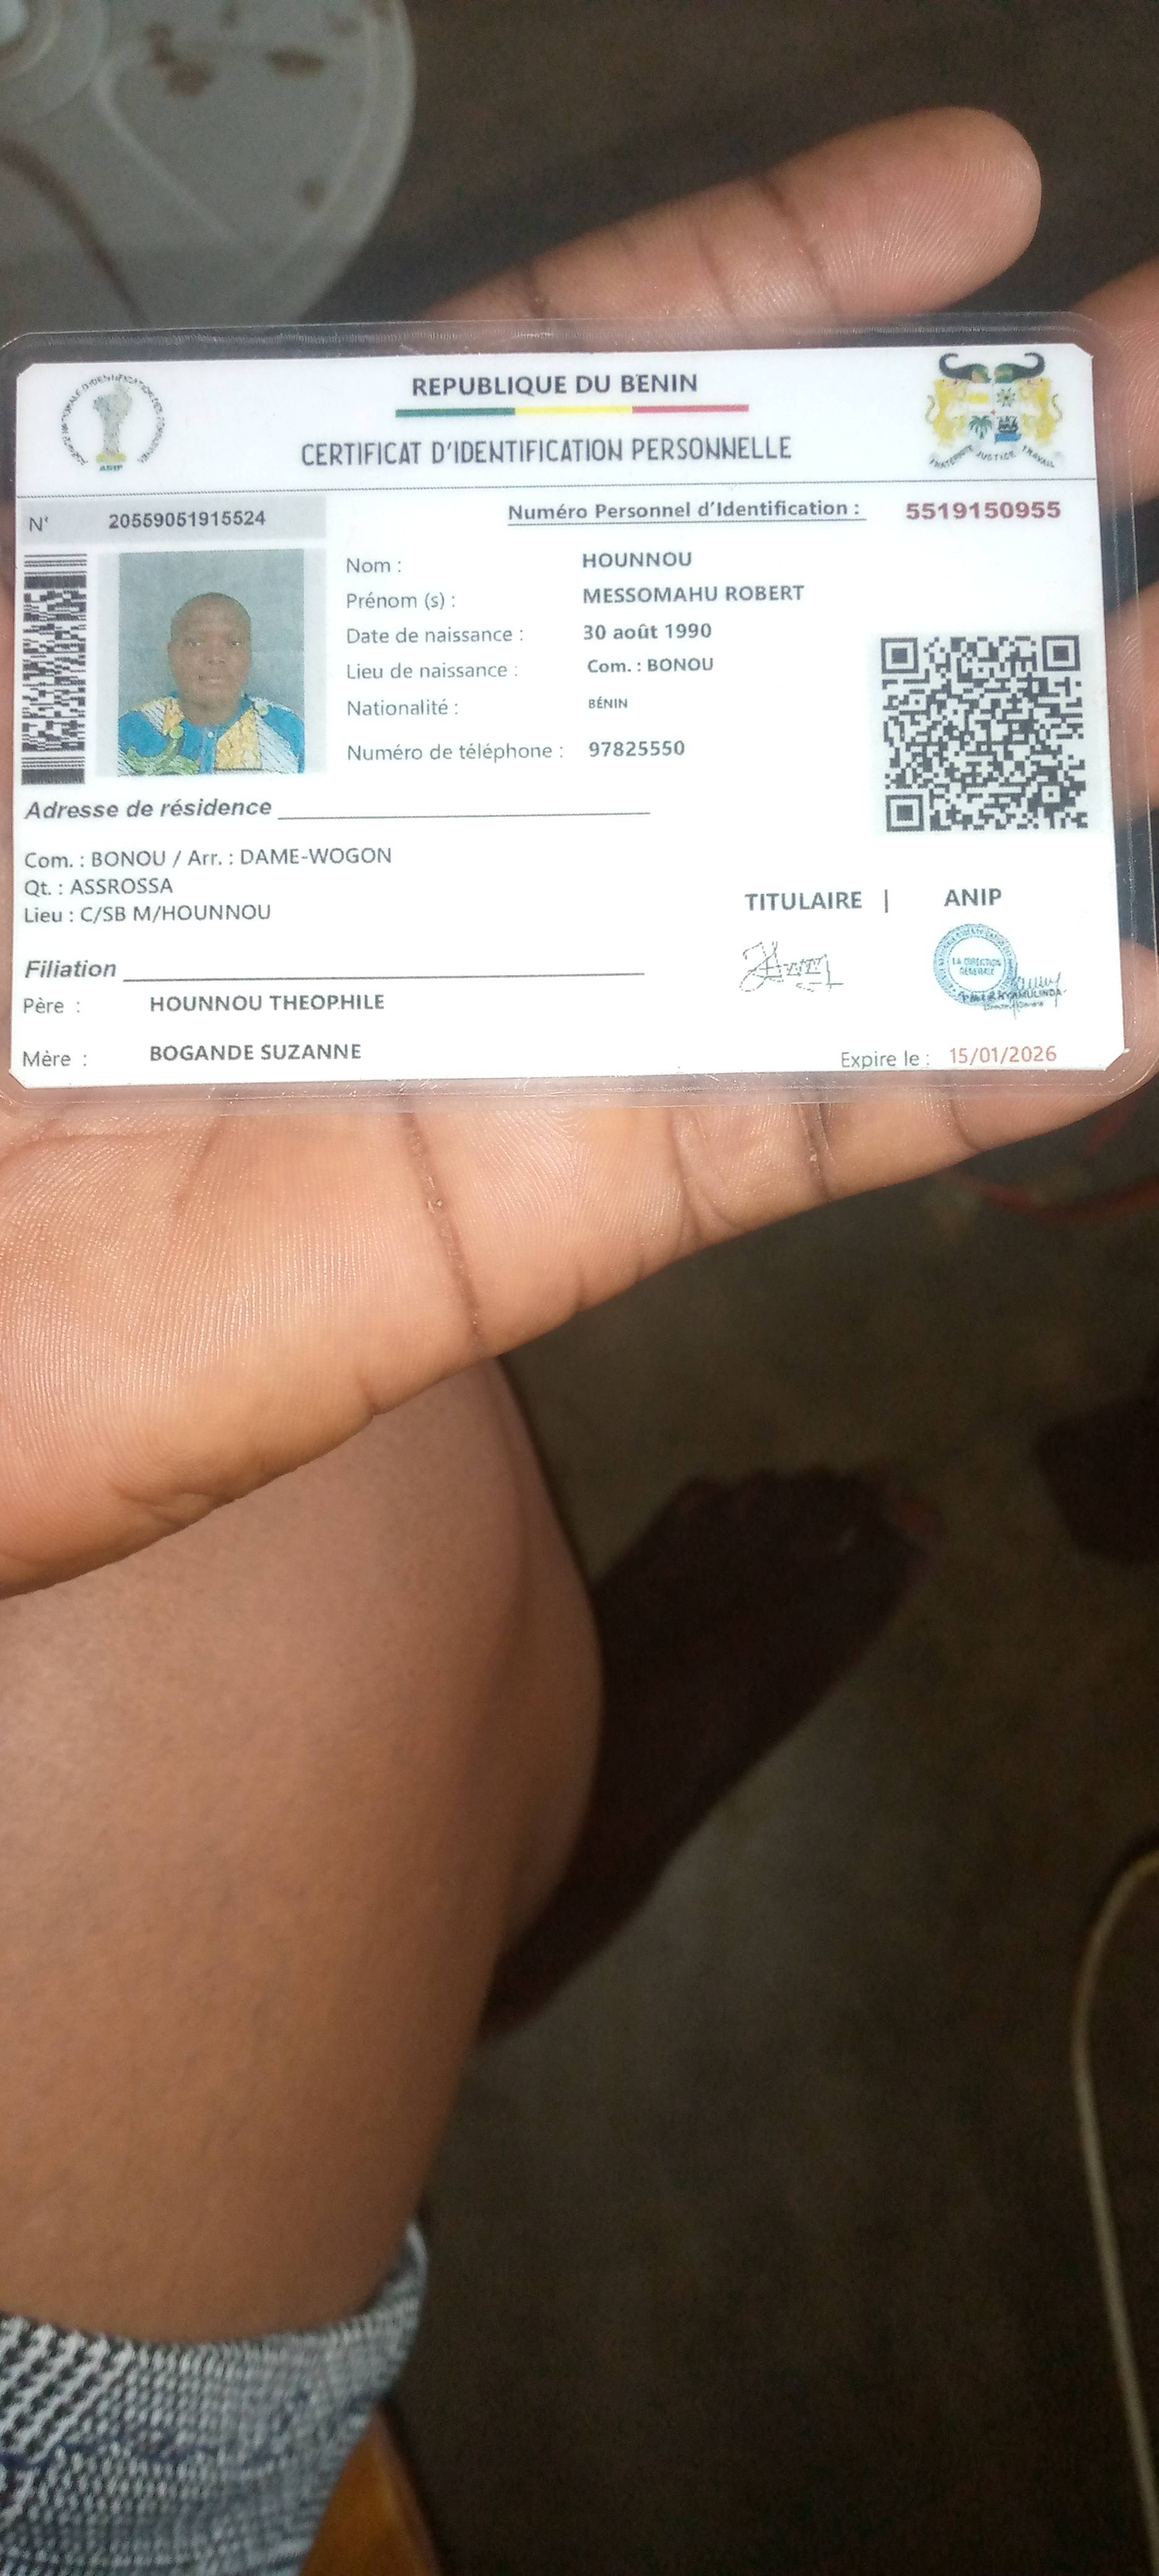 REPUBLIQUE DU BENIN
CERTIFICAT D'IDENTIFICATION PERSONNELLE
FRATERNITE JUSTICE TRAVAIL
N° 20559051915524
Numéro Personnel d'Identification : 5519150955
Nom : HOUNNOU
Prénom (s) : MESSOMAHU ROBERT
Date de naissance : 30 août 1990
Lieu de naissance : Com. : BONOU
Nationalité : BÉNIN
Numéro de téléphone : 97825550
Adresse de résidence
Com. : BONOU / Arr. : DAME-WOGON
Qt. : ASSROSSA
Lieu : C/SB M/HOUNNOU
TITULAIRE | ANIP
LA DIRECTION GENERALE
Filiation
Père : HOUNNOU THEOPHILE
Mère : BOGANDE SUZANNE
Expire le : 15/01/2026